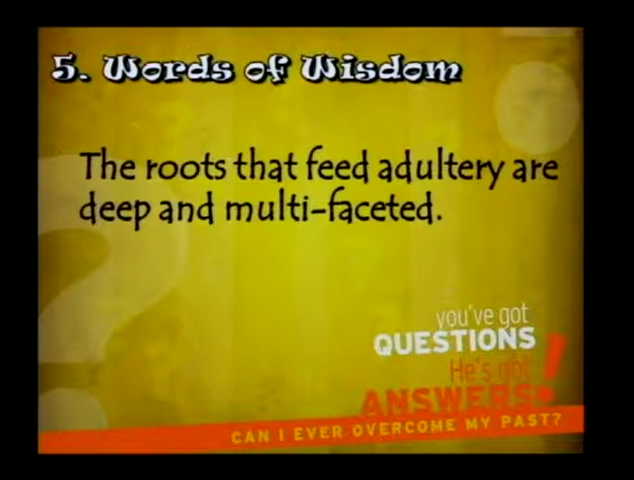 5. Words of Wisdom
The roots that feed adultery are
deep and multi-faceted.
you've got
QUESTIONS
He's got
ANSWERS!
CAN I EVER OVERCOME MY PAST?